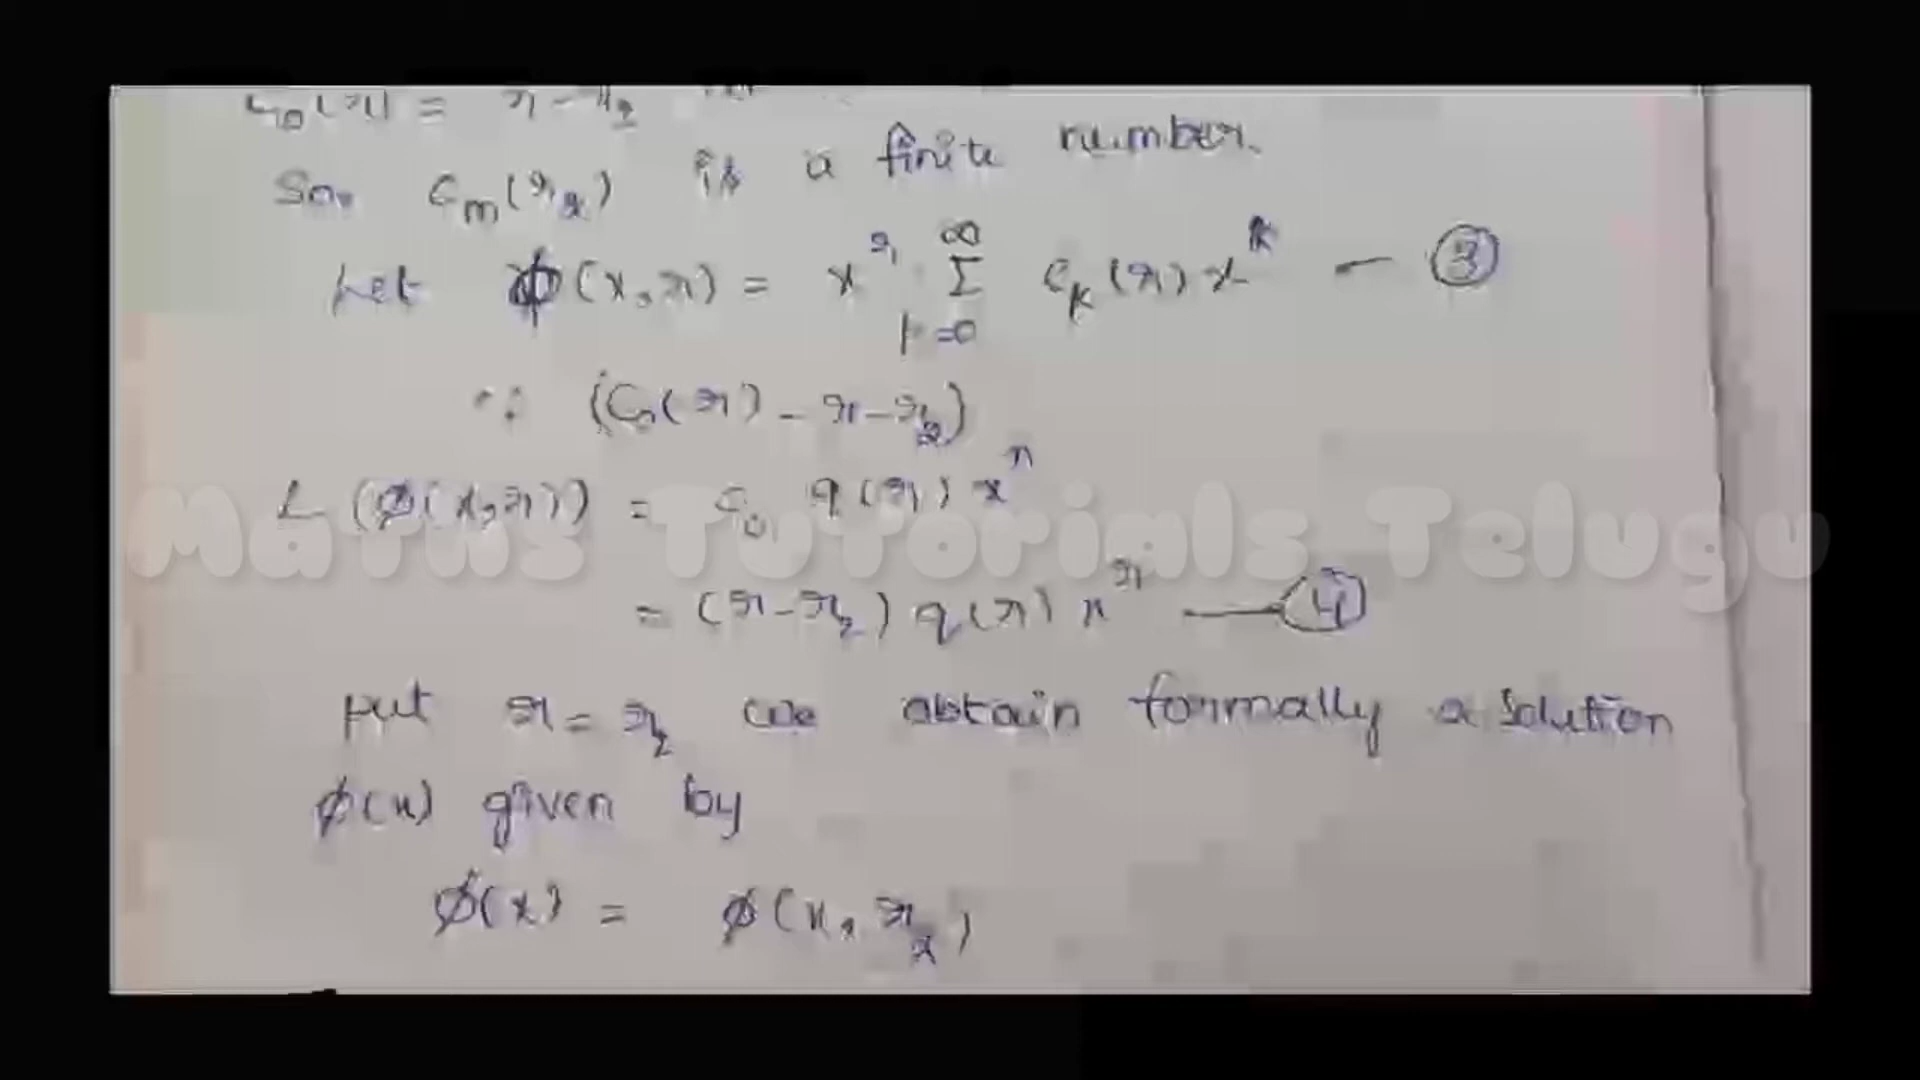 C₀(r) = r - r₂
So, Cₘ(r₂) is a finite number.
Let ϕ(x, r) = x^r Σ_{k=0}^{∞} C_k(r) x^k — ③
∵ (C₀(r) - r - r₂)
L(ϕ(x, r)) = C₀ q(r) x^r
= (r - r₂) q(r) x^r — ④
Maths Tutorials Telugu
put r = r₂ we obtain formally a solution
ϕ(x) given by
ϕ(x) = ϕ(x, r₂)